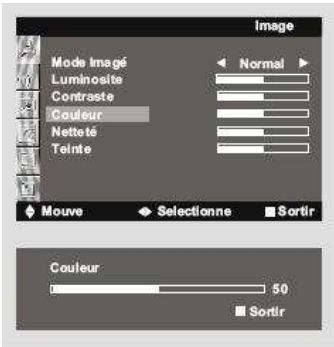 Image
Mode Imagé Normal
Luminosite
Contraste
Couleur
Netteté
Teinte
Mouve Selectionne Sortir
Couleur
50
Sortir